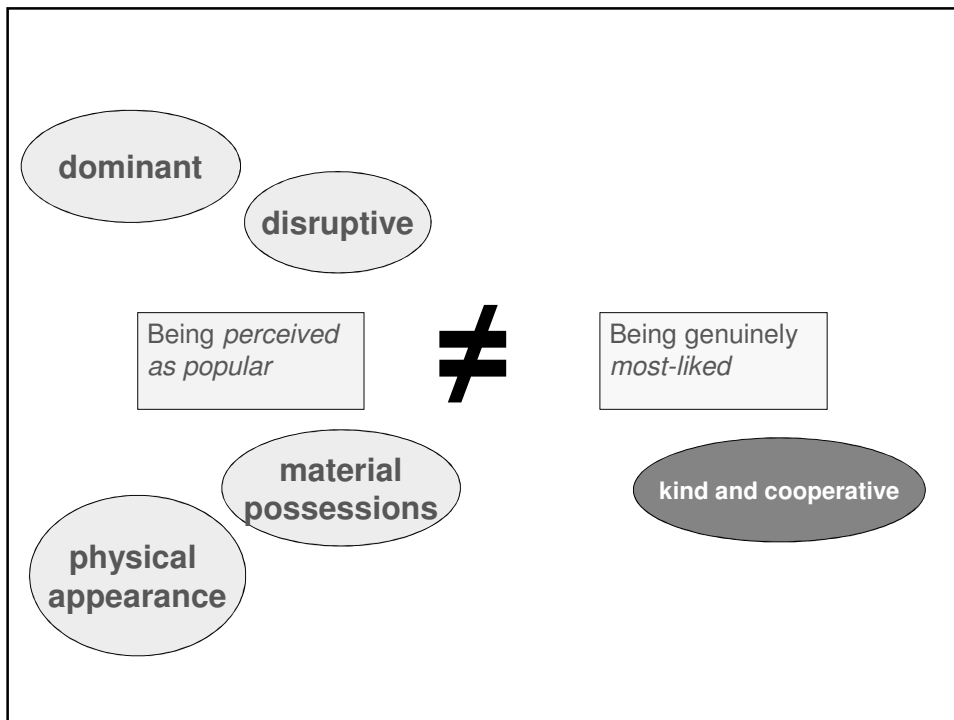 dominant
disruptive
Being perceived
as popular
≠
Being genuinely
most-liked
material
possessions
kind and cooperative
physical
appearance